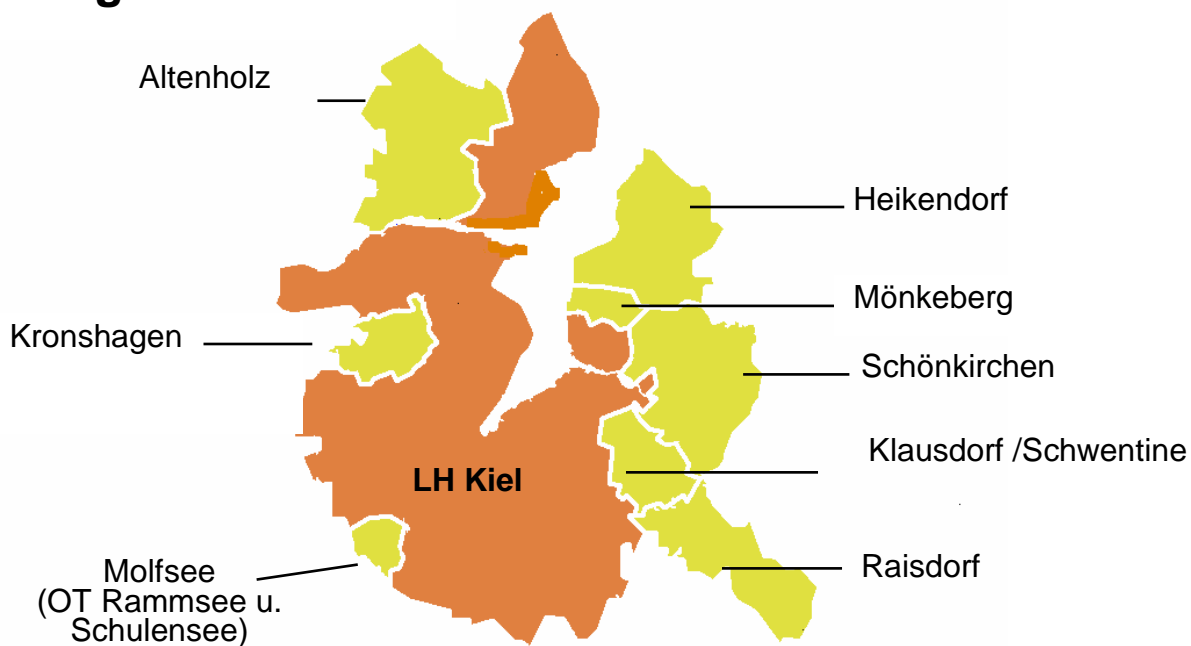 Altenholz
Heikendorf
Mönkeberg
Kronshagen
Schönkirchen
Klausdorf /Schwentine
LH Kiel
Raisdorf
Molfsee
(OT Rammsee u.
Schulensee)